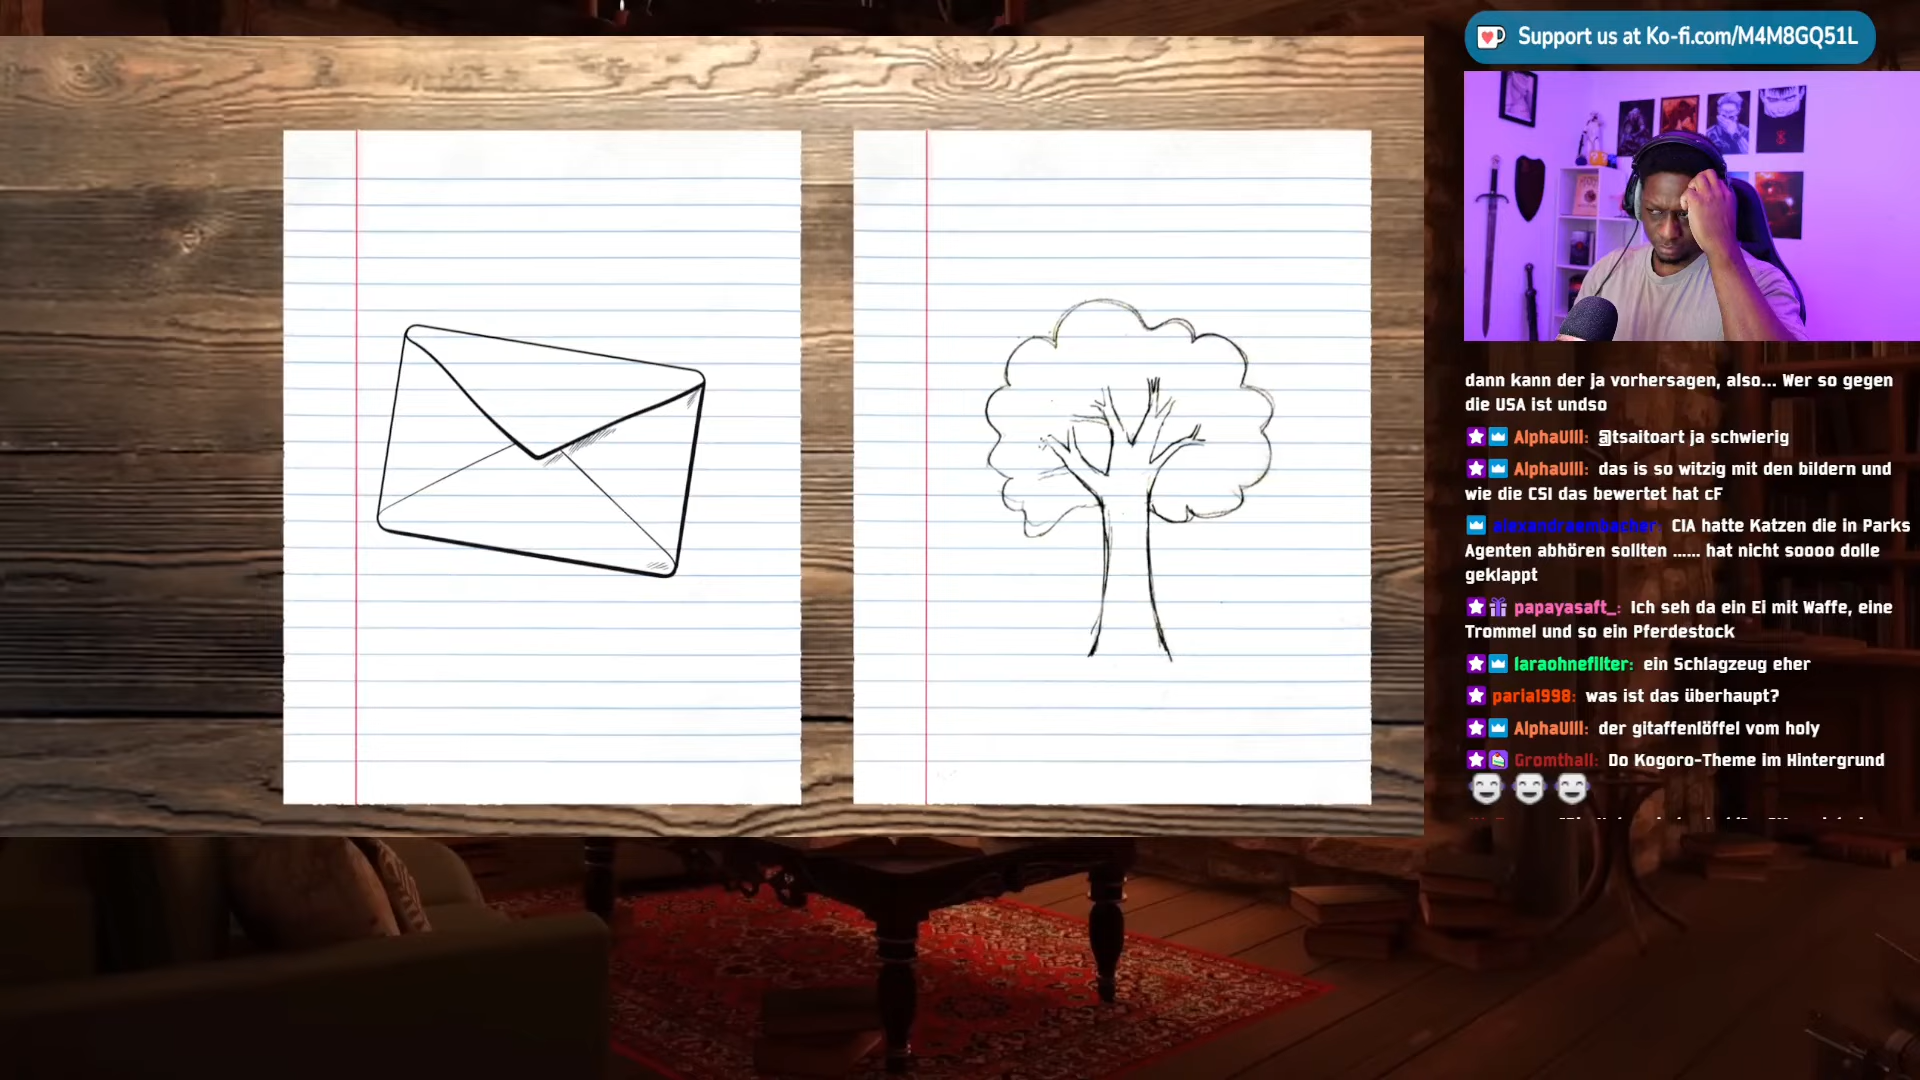 Support us at Ko-fi.com/M4M8GQ51L
dann kann der ja vorhersagen, also... Wer so gegen
die USA ist undso
AlphaUlll: @tsaitoart ja schwierig
AlphaUlll: das is so witzig mit den bildern und
wie die CSI das bewertet hat cF
alexandraembacher CIA hatte Katzen die in Parks
Agenten abhören sollten ...... hat nicht soooo dolle
geklappt
papayasaft_: Ich seh da ein Ei mit Waffe, eine
Trommel und so ein Pferdestock
laraohnefilter: ein Schlagzeug eher
parla1998: was ist das überhaupt?
AlphaUlll: der gitaffenlöffel vom holy
Gromthall: Do Kogoro-Theme im Hintergrund